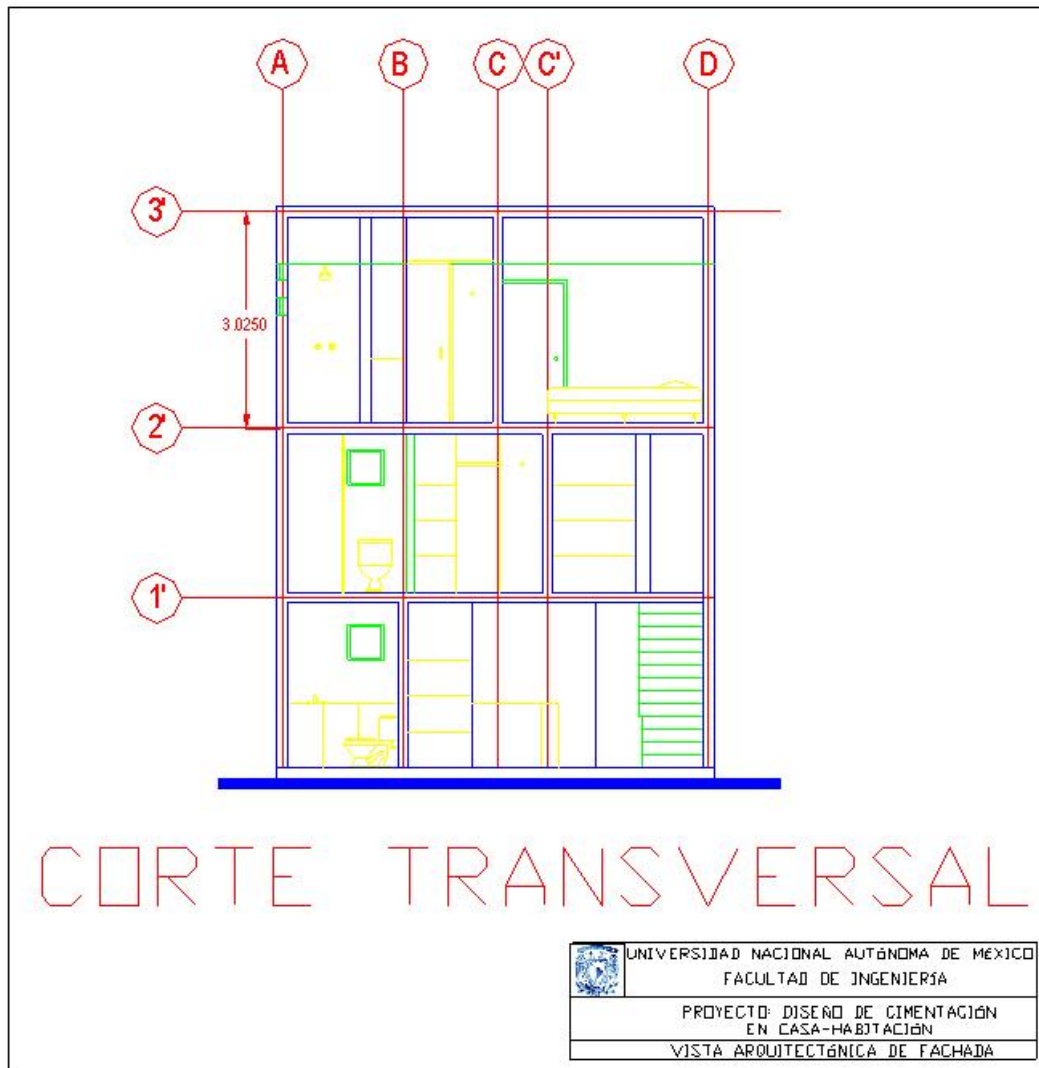 A B C C' D
3'
3.0250
2'
1'
CORTE TRANSVERSAL
UNIVERSIDAD NACIONAL AUTóNOMA DE MéXICO
FACULTAD DE INGENIERíA
PROYECTO: DISEñO DE CIMENTACIóN
EN CASA-HABITACIóN
VISTA ARQUITECTóNICA DE FACHADA